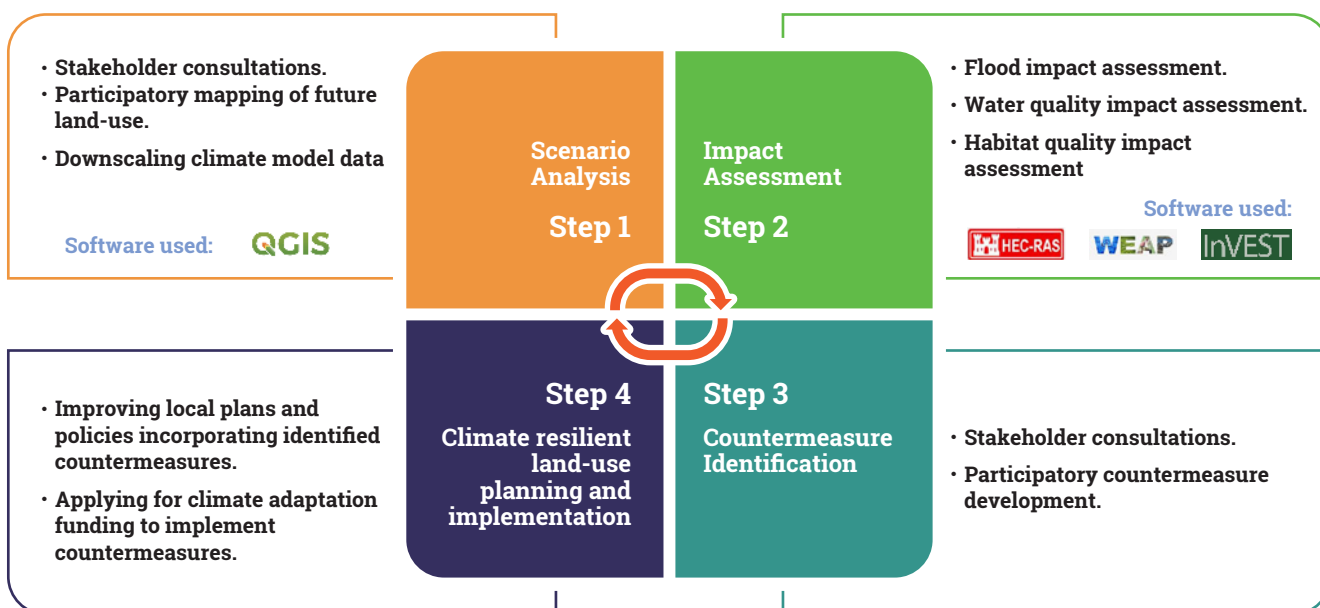 · Stakeholder consultations.
· Participatory mapping of future
land-use.
· Downscaling climate model data
Software used:
QGIS
Scenario
Analysis
Step 1
Impact
Assessment
Step 2
· Flood impact assessment.
· Water quality impact assessment.
· Habitat quality impact
assessment
Software used:
HEC-RAS
WEAP
InVEST
Step 4
Climate resilient
land-use
planning and
implementation
· Improving local plans and
policies incorporating identified
countermeasures.
· Applying for climate adaptation
funding to implement
countermeasures.
Step 3
Countermeasure
Identification
· Stakeholder consultations.
· Participatory countermeasure
development.